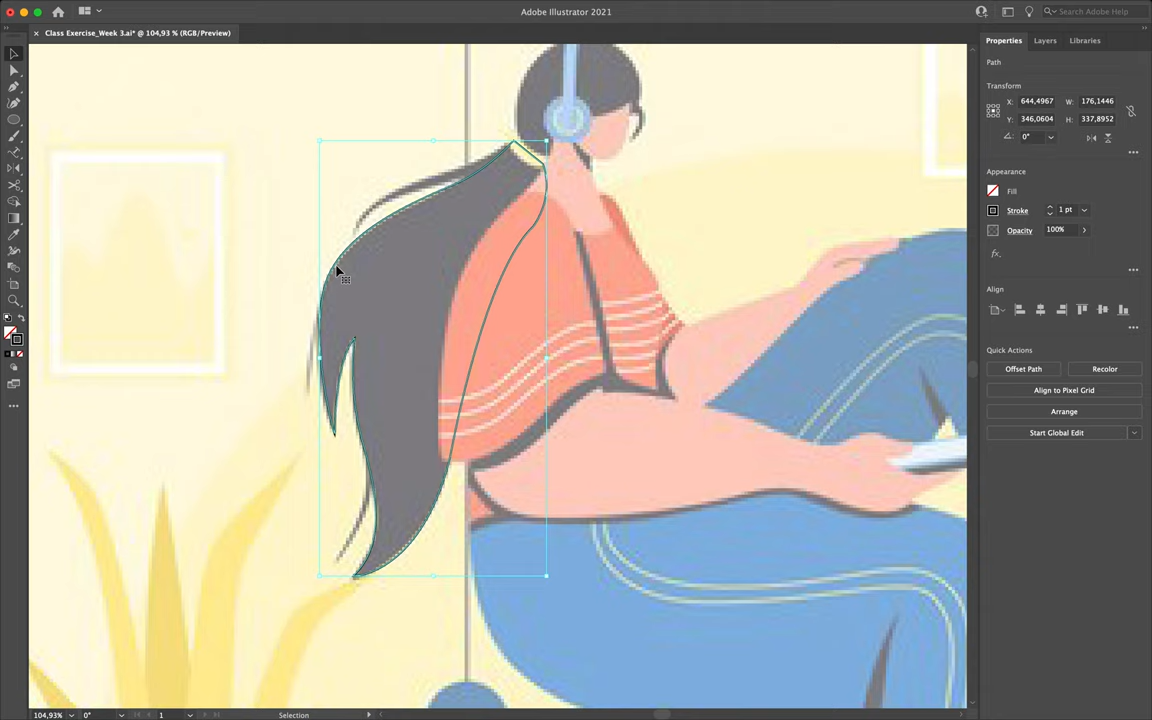 Adobe Illustrator 2021
Search Adobe Help
× Class Exercise_Week 3.ai* @ 104,93 % (RGB/Preview)
Properties Layers Libraries
Path
Transform
X: 644,4967 W: 176,1446
Y: 346,0604 H: 337,8952
0°
Appearance
Fill
Stroke 1 pt
Opacity 100%
fx.
Align
Quick Actions
Offset Path Recolor
Align to Pixel Grid
Arrange
Start Global Edit
104,93% 0° 1 Selection